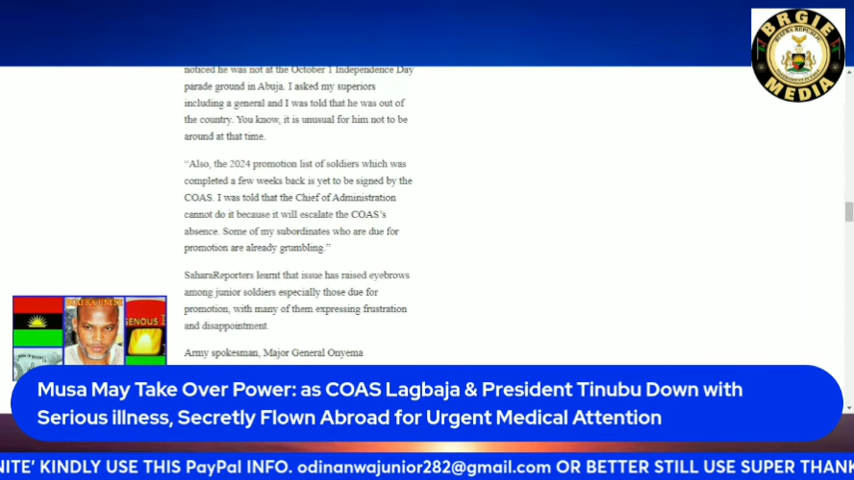 BRGIE
BIAFRA REPUBLIC
MEDIA
noticed he was not at the October 1 Independence Day
parade ground in Abuja. I asked my superiors
including a general and I was told that he was out of
the country. You know, it is unusual for him not to be
around at that time.
“Also, the 2024 promotion list of soldiers which was
completed a few weeks back is yet to be signed by the
COAS. I was told that the Chief of Administration
cannot do it because it will escalate the COAS’s
absence. Some of my subordinates who are due for
promotion are already grumbling.”
SaharaReporters learnt that issue has raised eyebrows
among junior soldiers especially those due for
promotion, with many of them expressing frustration
and disappointment.
Army spokesman, Major General Onyema
Musa May Take Over Power: as COAS Lagbaja & President Tinubu Down with
Serious illness, Secretly Flown Abroad for Urgent Medical Attention
NITE’ KINDLY USE THIS PayPal INFO. odinanwajunior282@gmail.com OR BETTER STILL USE SUPER THANK